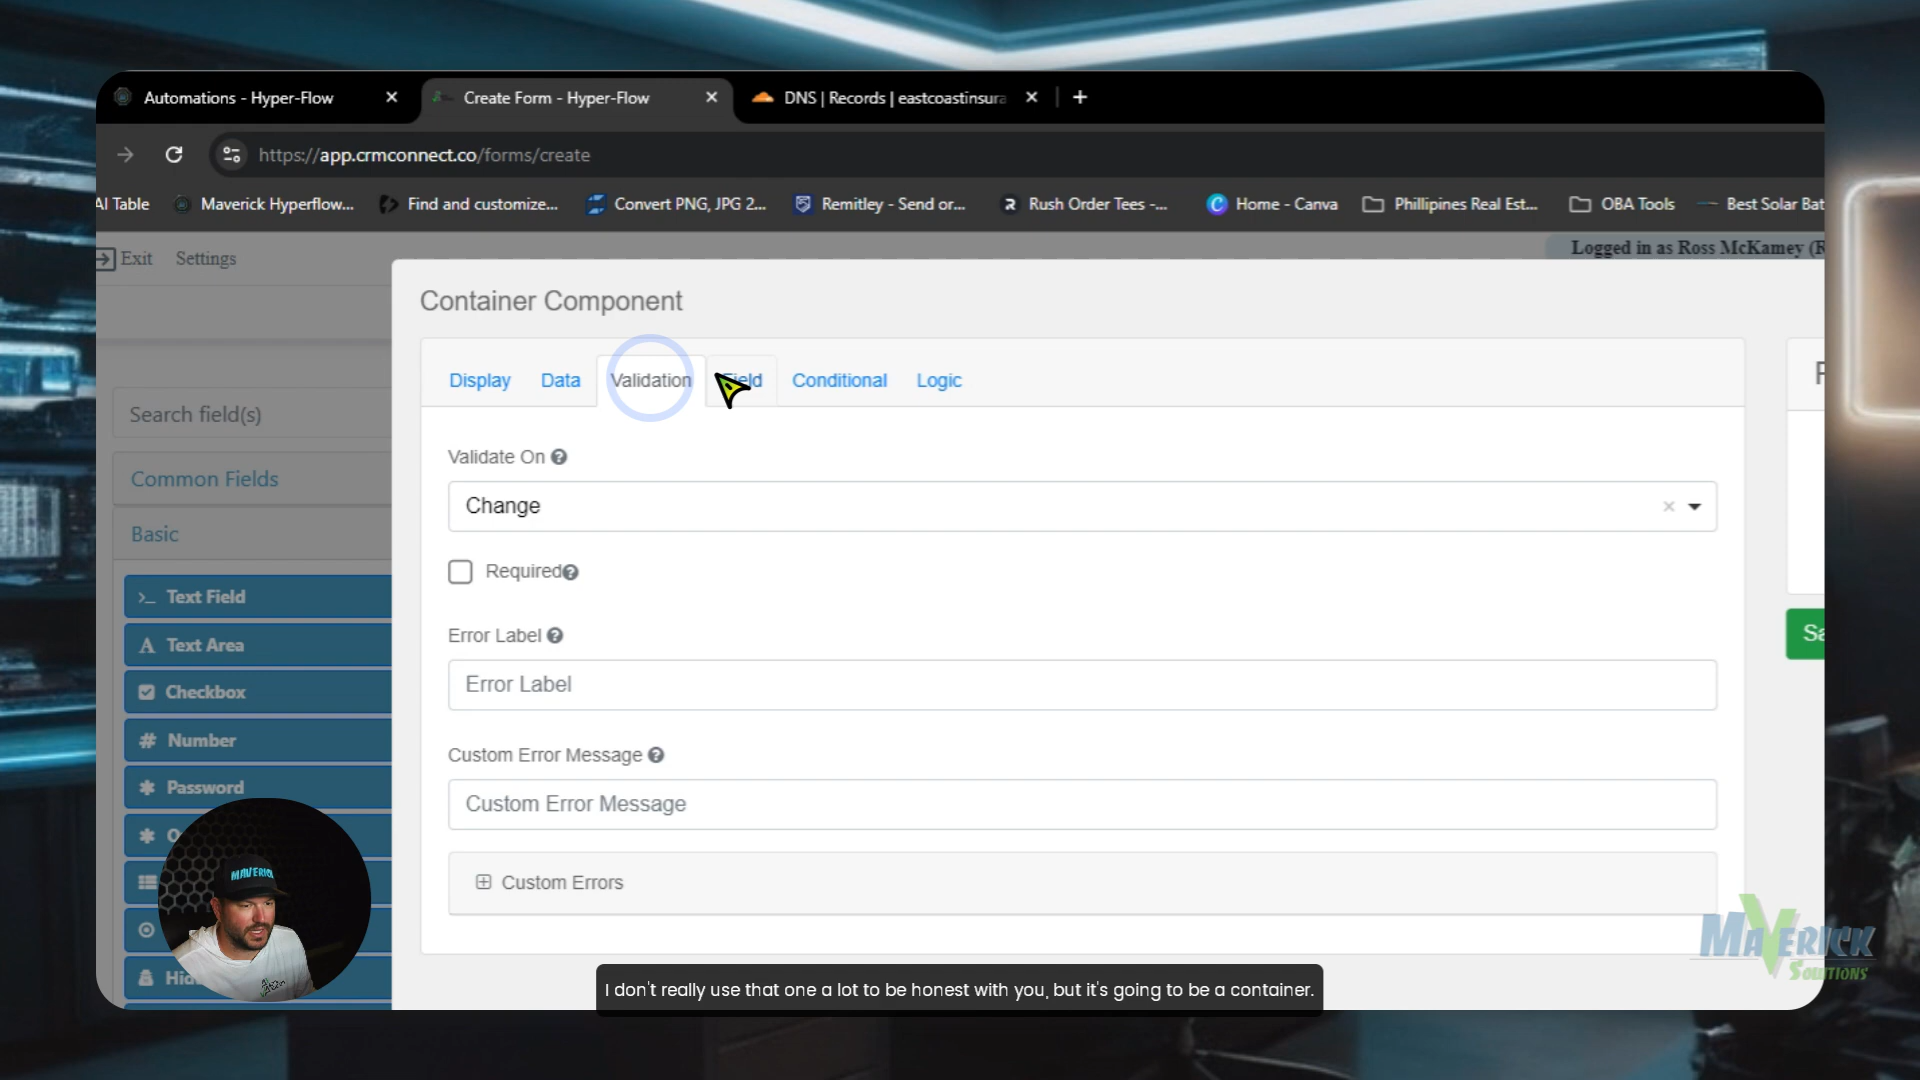 Automations - Hyper-Flow
Create Form - Hyper-Flow
DNS | Records | eastcoastinsura
https://app.crmconnect.co/forms/create
AI Table
Maverick Hyperflow...
Find and customize...
Convert PNG, JPG 2...
Remitley - Send or...
Rush Order Tees -...
Home - Canva
Phillipines Real Est...
OBA Tools
Best Solar Bat
Exit
Settings
Logged in as Ross McKamey (R
Container Component
Display
Data
Validation
Field
Conditional
Logic
Search field(s)
Common Fields
Basic
Text Field
Text Area
Checkbox
Number
Password
Validate On
Change
Required
Error Label
Error Label
Custom Error Message
Custom Error Message
Custom Errors
Sa
MAVERICK
MAVERICK
SOLUTIONS
I don't really use that one a lot to be honest with you, but it's going to be a container.